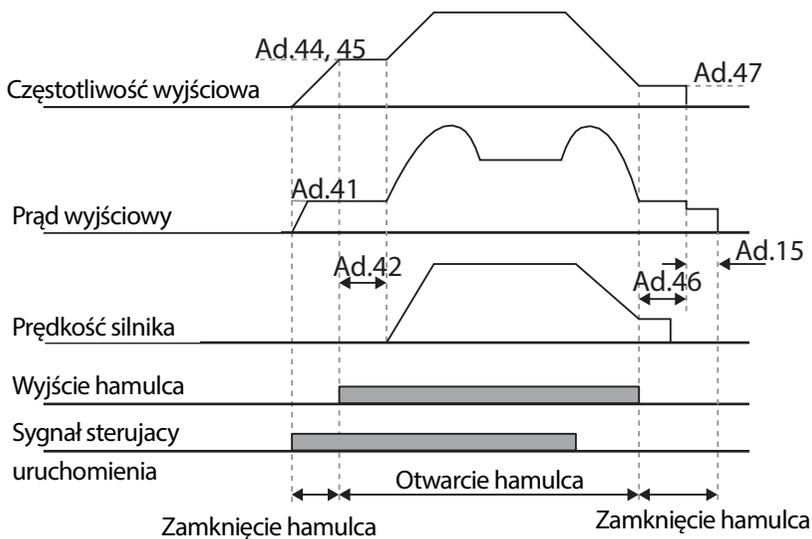 Ad.44, 45
Ad.47
Częstotliwość wyjściowa
Ad.41
Prąd wyjściowy
Ad.15
Ad.42
Ad.46
Prędkość silnika
Wyjście hamulca
Sygnał sterujacy
uruchomienia
Otwarcie hamulca
Zamknięcie hamulca
Zamknięcie hamulca